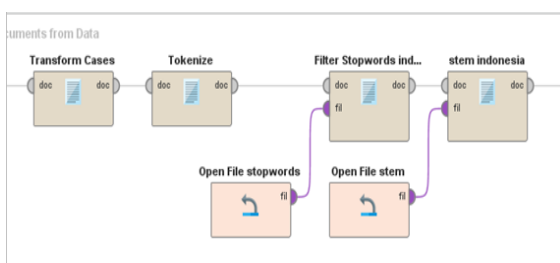 cuments from Data
Transform Cases
doc doc
Tokenize
doc doc
Filter Stopwords ind...
doc doc
fil
stem indonesia
doc doc
fil
Open File stopwords
fil
Open File stem
fil